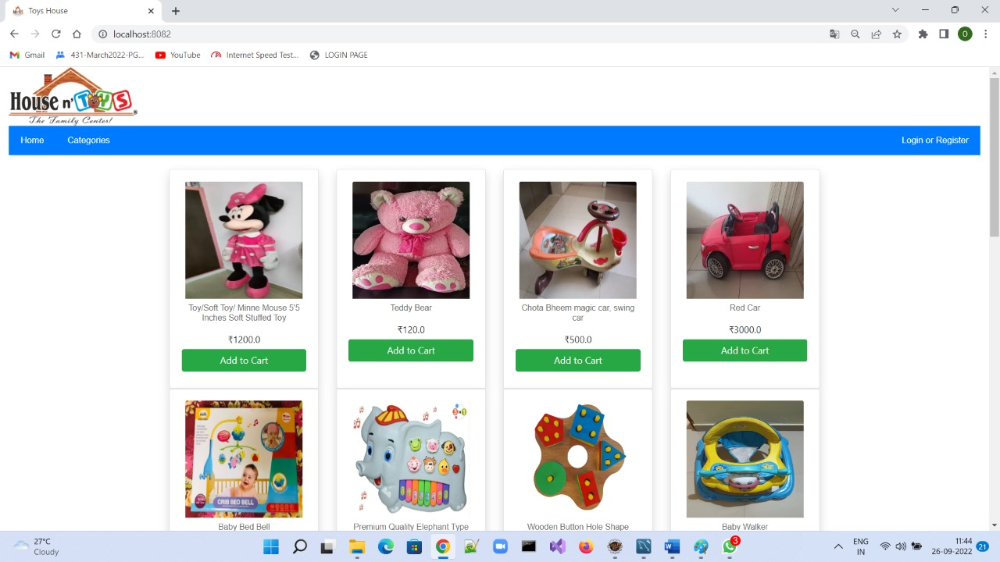 Toys House
localhost:8082
O
Gmail
431-March2022-PG...
YouTube
Internet Speed Test...
LOGIN PAGE
House n' TOYS
®
The Family Center!
Home
Categories
Login or Register
Toy/Soft Toy/ Minne Mouse 5'5
Inches Soft Stuffed Toy
₹1200.0
Add to Cart
Teddy Bear
₹120.0
Add to Cart
Chota Bheem magic car, swing
car
₹500.0
Add to Cart
Red Car
₹3000.0
Add to Cart
CRIB BED BELL
Baby Bed Bell
Premium Quality Elephant Type
Wooden Button Hole Shape
Baby Walker
27°C
Cloudy
3
ENG
IN
11:44
26-09-2022
21